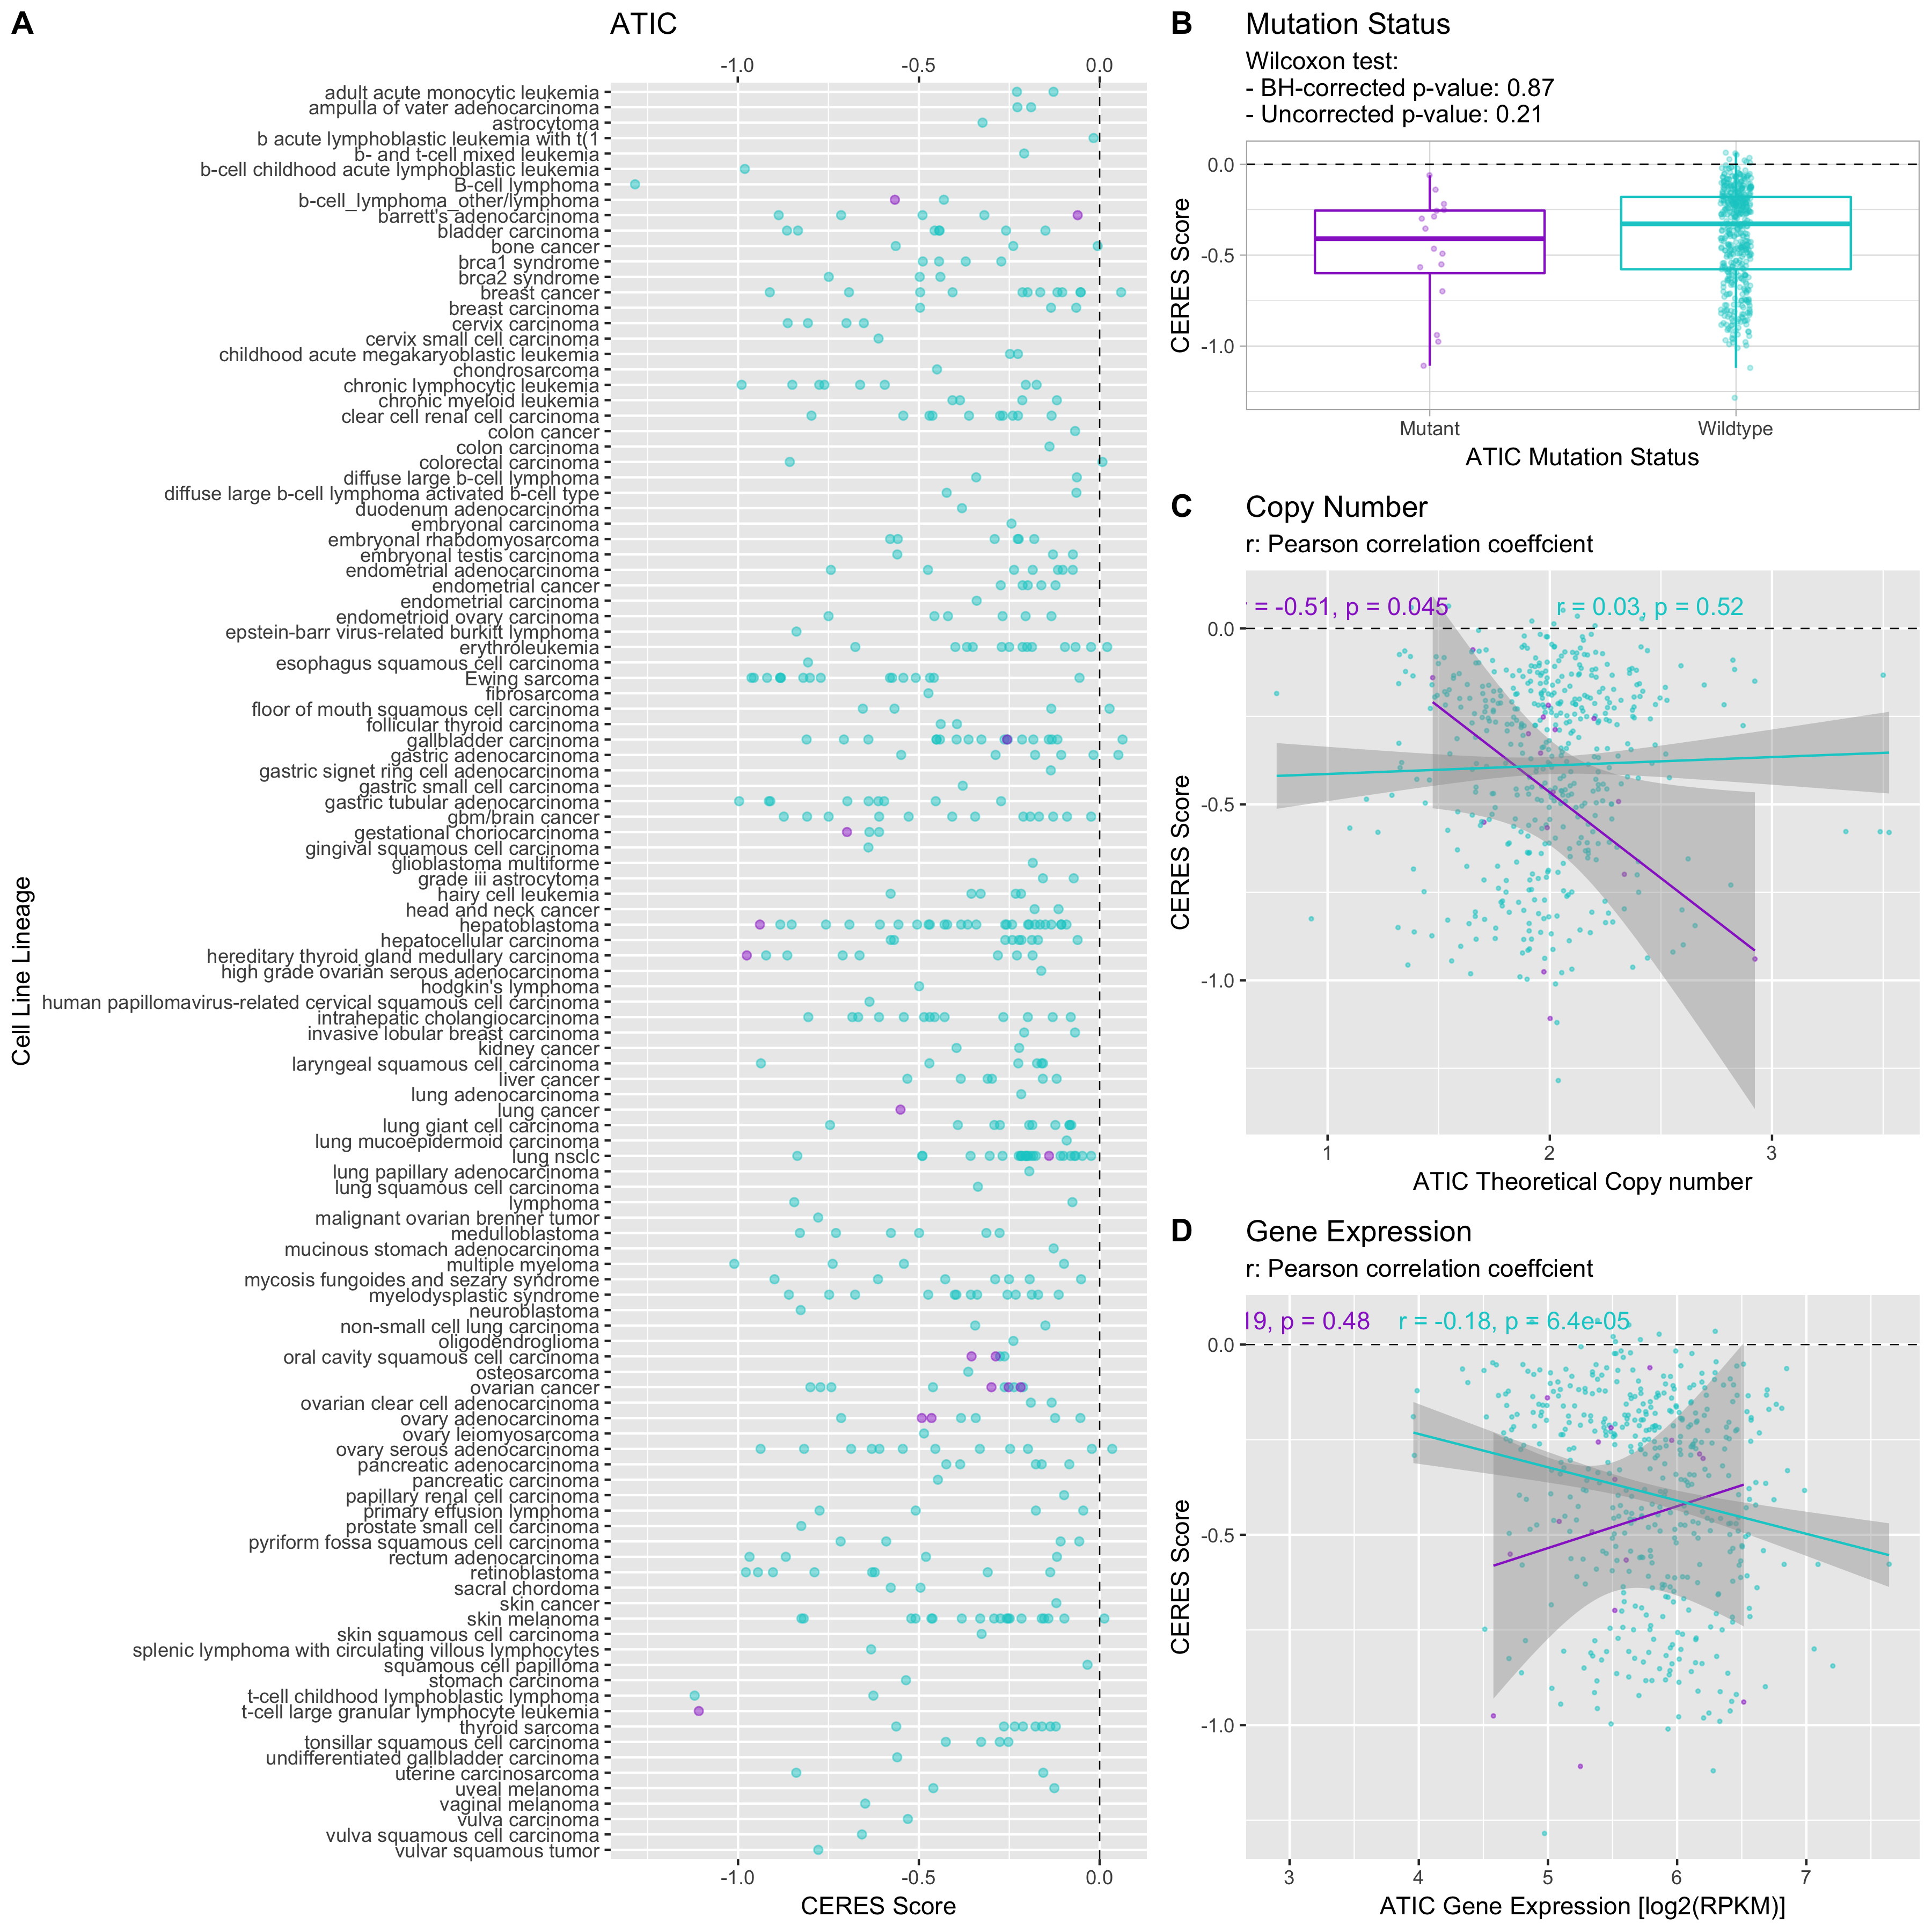 A
ATIC
-1.0 -0.5 0.0
adult acute monocytic leukemia
ampulla of vater adenocarcinoma
astrocytoma
b acute lymphoblastic leukemia with t(1
b- and t-cell mixed leukemia
b-cell childhood acute lymphoblastic leukemia
B-cell lymphoma
b-cell_lymphoma_other/lymphoma
barrett's adenocarcinoma
bladder carcinoma
bone cancer
brca1 syndrome
brca2 syndrome
breast cancer
breast carcinoma
cervix carcinoma
cervix small cell carcinoma
childhood acute megakaryoblastic leukemia
chondrosarcoma
chronic lymphocytic leukemia
chronic myeloid leukemia
clear cell renal cell carcinoma
colon cancer
colon carcinoma
colorectal carcinoma
diffuse large b-cell lymphoma
diffuse large b-cell lymphoma activated b-cell type
duodenum adenocarcinoma
embryonal carcinoma
embryonal rhabdomyosarcoma
embryonal testis carcinoma
endometrial adenocarcinoma
endometrial cancer
endometrial carcinoma
endometrioid ovary carcinoma
epstein-barr virus-related burkitt lymphoma
erythroleukemia
esophagus squamous cell carcinoma
Ewing sarcoma
fibrosarcoma
floor of mouth squamous cell carcinoma
follicular thyroid carcinoma
gallbladder carcinoma
gastric adenocarcinoma
gastric signet ring cell adenocarcinoma
gastric small cell carcinoma
gastric tubular adenocarcinoma
gbm/brain cancer
gestational choriocarcinoma
gingival squamous cell carcinoma
glioblastoma multiforme
grade iii astrocytoma
hairy cell leukemia
head and neck cancer
hepatoblastoma
hepatocellular carcinoma
hereditary thyroid gland medullary carcinoma
high grade ovarian serous adenocarcinoma
hodgkin's lymphoma
human papillomavirus-related cervical squamous cell carcinoma
intrahepatic cholangiocarcinoma
invasive lobular breast carcinoma
kidney cancer
laryngeal squamous cell carcinoma
liver cancer
lung adenocarcinoma
lung cancer
lung giant cell carcinoma
lung mucoepidermoid carcinoma
lung nsclc
lung papillary adenocarcinoma
lung squamous cell carcinoma
lymphoma
malignant ovarian brenner tumor
medulloblastoma
mucinous stomach adenocarcinoma
multiple myeloma
mycosis fungoides and sezary syndrome
myelodysplastic syndrome
neuroblastoma
non-small cell lung carcinoma
oligodendroglioma
oral cavity squamous cell carcinoma
osteosarcoma
ovarian cancer
ovarian clear cell adenocarcinoma
ovary adenocarcinoma
ovary leiomyosarcoma
ovary serous adenocarcinoma
pancreatic adenocarcinoma
pancreatic carcinoma
papillary renal cell carcinoma
primary effusion lymphoma
prostate small cell carcinoma
pyriform fossa squamous cell carcinoma
rectum adenocarcinoma
retinoblastoma
sacral chordoma
skin cancer
skin melanoma
skin squamous cell carcinoma
splenic lymphoma with circulating villous lymphocytes
squamous cell papilloma
stomach carcinoma
t-cell childhood lymphoblastic lymphoma
t-cell large granular lymphocyte leukemia
thyroid sarcoma
tonsillar squamous cell carcinoma
undifferentiated gallbladder carcinoma
uterine carcinosarcoma
uveal melanoma
vaginal melanoma
vulva carcinoma
vulva squamous cell carcinoma
vulvar squamous tumor
-1.0 -0.5 0.0
CERES Score
Cell Line Lineage
B
Mutation Status
Wilcoxon test:
- BH-corrected p-value: 0.87
- Uncorrected p-value: 0.21
0.0
-0.5
-1.0
CERES Score
Mutant Wildtype
ATIC Mutation Status
C
Copy Number
r: Pearson correlation coeffcient
= -0.51, p = 0.045 r = 0.03, p = 0.52
0.0
-0.5
-1.0
CERES Score
1 2 3
ATIC Theoretical Copy number
D
Gene Expression
r: Pearson correlation coeffcient
19, p = 0.48 r = -0.18, p = 6.4e-05
0.0
-0.5
-1.0
CERES Score
3 4 5 6 7
ATIC Gene Expression [log2(RPKM)]